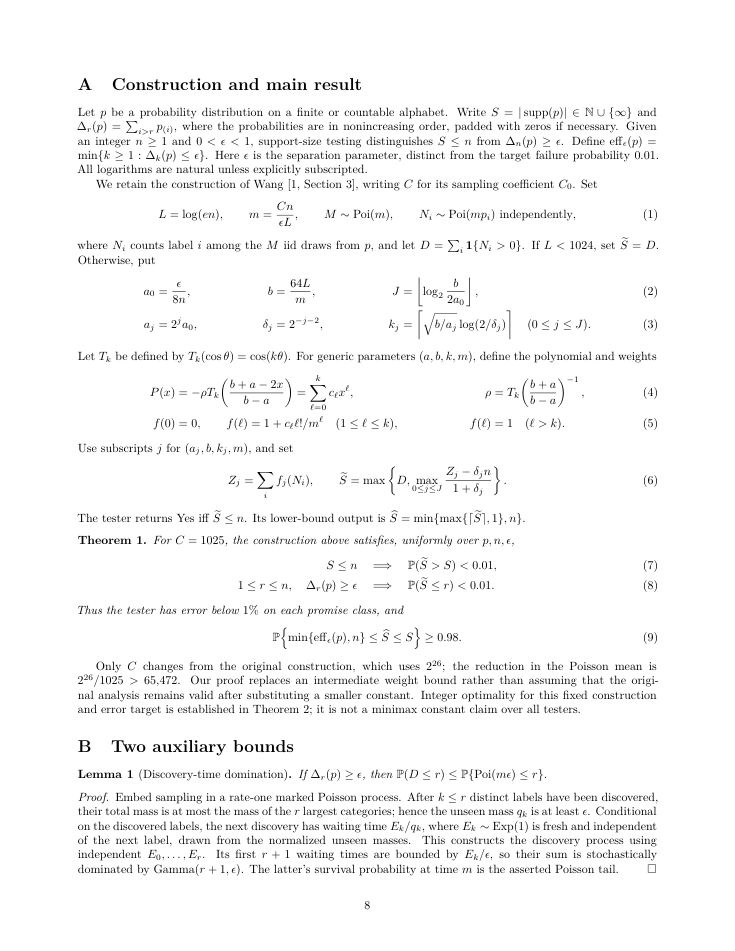 A Construction and main result
Let p be a probability distribution on a finite or countable alphabet. Write S = | supp(p)| ∈ ℕ ∪ {∞} and
Δ_r(p) = ∑_{i>r} p_{(i)}, where the probabilities are in nonincreasing order, padded with zeros if necessary. Given
an integer n ≥ 1 and 0 < ϵ < 1, support-size testing distinguishes S ≤ n from Δ_n(p) ≥ ϵ. Define eff_ϵ(p) =
min{k ≥ 1 : Δ_k(p) ≤ ϵ}. Here ϵ is the separation parameter, distinct from the target failure probability 0.01.
All logarithms are natural unless explicitly subscripted.
We retain the construction of Wang [1, Section 3], writing C for its sampling coefficient C_0. Set
L = log(en), m = Cn/(ϵL), M ∼ Poi(m), N_i ∼ Poi(mp_i) independently, (1)
where N_i counts label i among the M iid draws from p, and let D = ∑_i 1{N_i > 0}. If L < 1024, set S̃ = D.
Otherwise, put
a_0 = ϵ/(8n), b = 64L/m, J = ⌊log_2 b/(2a_0)⌋, (2)
a_j = 2^j a_0, δ_j = 2^{−j−2}, k_j = ⌈√(b/a_j) log(2/δ_j)⌉ (0 ≤ j ≤ J). (3)
Let T_k be defined by T_k(cos θ) = cos(kθ). For generic parameters (a, b, k, m), define the polynomial and weights
P(x) = −ρT_k((b + a − 2x)/(b − a)) = ∑_{ℓ=0}^{k} c_ℓ x^ℓ, ρ = T_k((b + a)/(b − a))^{−1}, (4)
f(0) = 0, f(ℓ) = 1 + c_ℓ ℓ!/m^ℓ (1 ≤ ℓ ≤ k), f(ℓ) = 1 (ℓ > k). (5)
Use subscripts j for (a_j, b, k_j, m), and set
Z_j = ∑_i f_j(N_i), S̃ = max{D, max_{0≤j≤J} (Z_j − δ_j n)/(1 + δ_j)}. (6)
The tester returns Yes iff S̃ ≤ n. Its lower-bound output is Ŝ = min{max{⌈S̃⌉, 1}, n}.
Theorem 1. For C = 1025, the construction above satisfies, uniformly over p, n, ϵ,
S ≤ n ⟹ ℙ(S̃ > S) < 0.01, (7)
1 ≤ r ≤ n, Δ_r(p) ≥ ϵ ⟹ ℙ(S̃ ≤ r) < 0.01. (8)
Thus the tester has error below 1% on each promise class, and
ℙ{min{eff_ϵ(p), n} ≤ Ŝ ≤ S} ≥ 0.98. (9)
Only C changes from the original construction, which uses 2^{26}; the reduction in the Poisson mean is
2^{26}/1025 > 65,472. Our proof replaces an intermediate weight bound rather than assuming that the origi-
nal analysis remains valid after substituting a smaller constant. Integer optimality for this fixed construction
and error target is established in Theorem 2; it is not a minimax constant claim over all testers.
B Two auxiliary bounds
Lemma 1 (Discovery-time domination). If Δ_r(p) ≥ ϵ, then ℙ(D ≤ r) ≤ ℙ{Poi(mϵ) ≤ r}.
Proof. Embed sampling in a rate-one marked Poisson process. After k ≤ r distinct labels have been discovered,
their total mass is at most the mass of the r largest categories; hence the unseen mass q_k is at least ϵ. Conditional
on the discovered labels, the next discovery has waiting time E_k/q_k, where E_k ∼ Exp(1) is fresh and independent
of the next label, drawn from the normalized unseen masses. This constructs the discovery process using
independent E_0, . . . , E_r. Its first r + 1 waiting times are bounded by E_k/ϵ, so their sum is stochastically
dominated by Gamma(r + 1, ϵ). The latter's survival probability at time m is the asserted Poisson tail. □
8